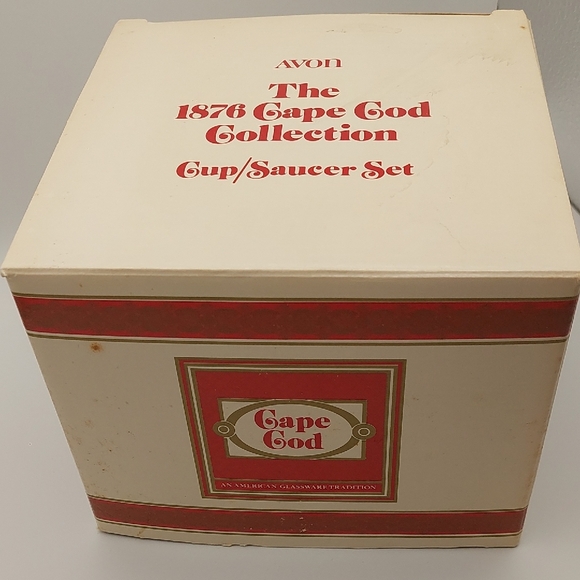 AVON
The
1876 Cape Cod
Collection
Cup/Saucer Set
Cape
Cod
AN AMERICAN GLASSWARE TRADITION